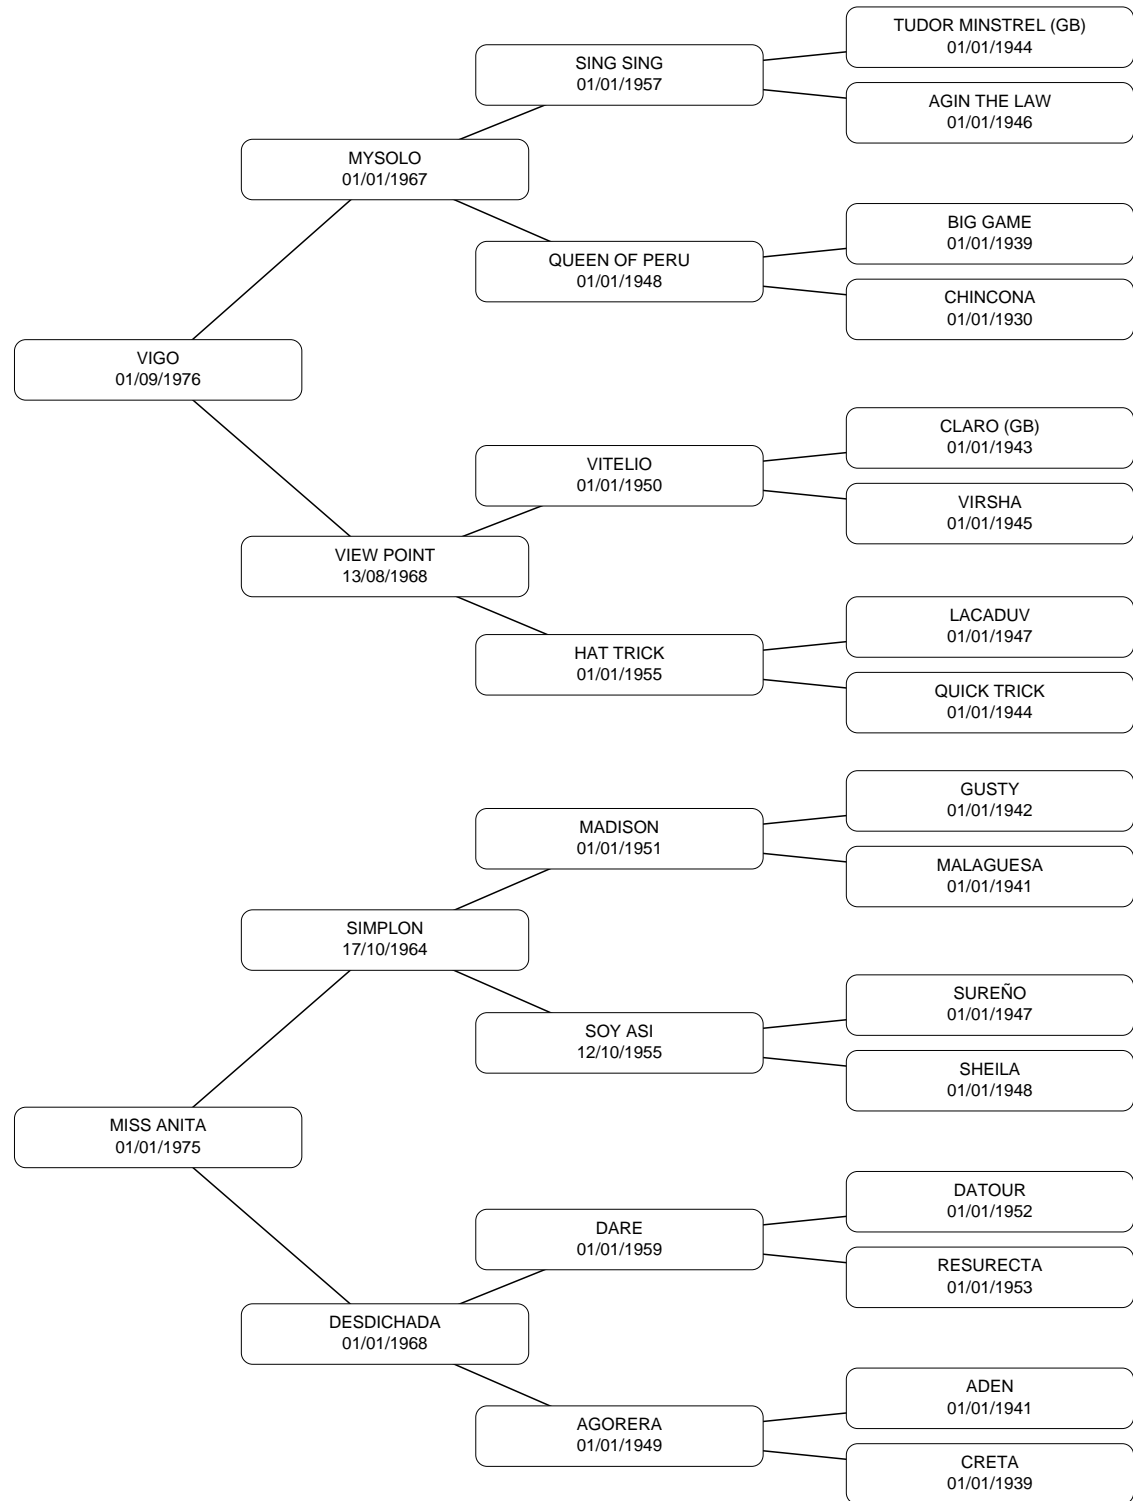 TUDOR MINSTREL (GB)
01/01/1944
SING SING
01/01/1957
AGIN THE LAW
01/01/1946
MYSOLO
01/01/1967
BIG GAME
01/01/1939
QUEEN OF PERU
01/01/1948
CHINCONA
01/01/1930
VIGO
01/09/1976
CLARO (GB)
01/01/1943
VITELIO
01/01/1950
VIRSHA
01/01/1945
VIEW POINT
13/08/1968
LACADUV
01/01/1947
HAT TRICK
01/01/1955
QUICK TRICK
01/01/1944
GUSTY
01/01/1942
MADISON
01/01/1951
MALAGUESA
01/01/1941
SIMPLON
17/10/1964
SUREÑO
01/01/1947
SOY ASI
12/10/1955
SHEILA
01/01/1948
MISS ANITA
01/01/1975
DATOUR
01/01/1952
DARE
01/01/1959
RESURECTA
01/01/1953
DESDICHADA
01/01/1968
ADEN
01/01/1941
AGORERA
01/01/1949
CRETA
01/01/1939